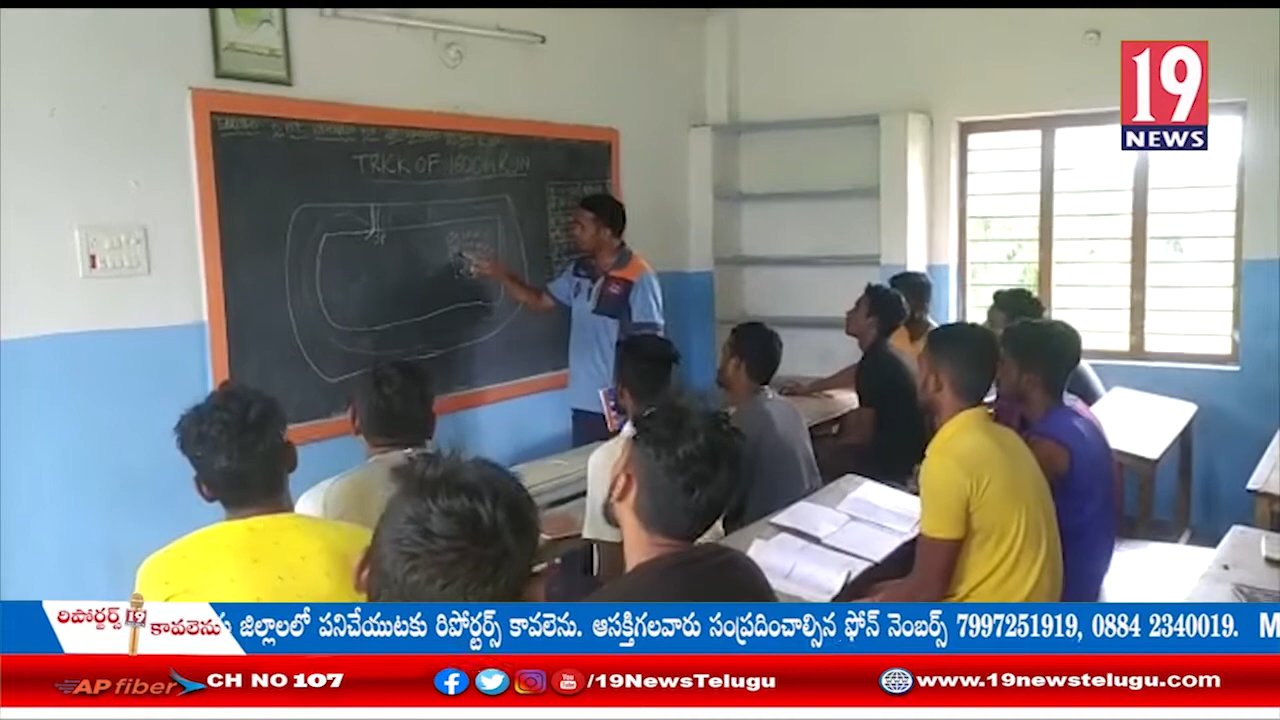 19
NEWS
TRICK OF 1600M RUN
రిపోర్టర్స్ 19
కావలెను
జిల్లాలలో పనిచేయుటకు రిపోర్టర్స్ కావలెను. ఆసక్తిగలవారు సంప్రదించాల్సిన ఫోన్ నెంబర్స్ 7997251919, 0884 2340019. M
AP fiber CH NO 107 /19NewsTelugu www.19newstelugu.com